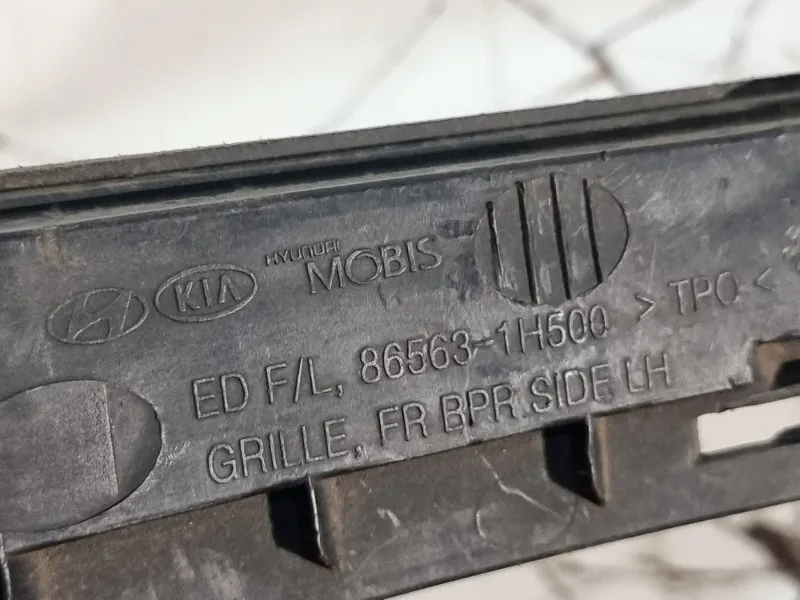 KIA HYUNDAI MOBIS
ED F/L, 86563-1H500 > TPO <
GRILLE, FR BPR SIDE LH